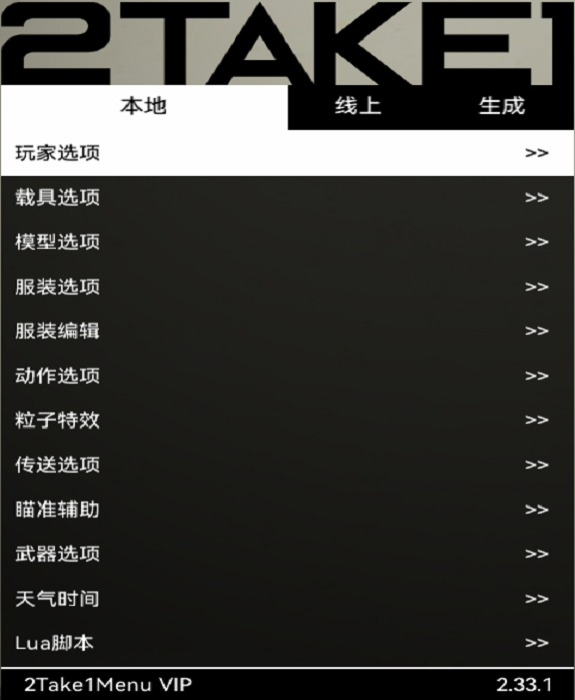 2TAKE1
本地 线上 生成
玩家选项 >>
载具选项 >>
模型选项 >>
服装选项 >>
服装编辑 >>
动作选项 >>
粒子特效 >>
传送选项 >>
瞄准辅助 >>
武器选项 >>
天气时间 >>
Lua脚本 >>
2Take1Menu VIP 2.33.1